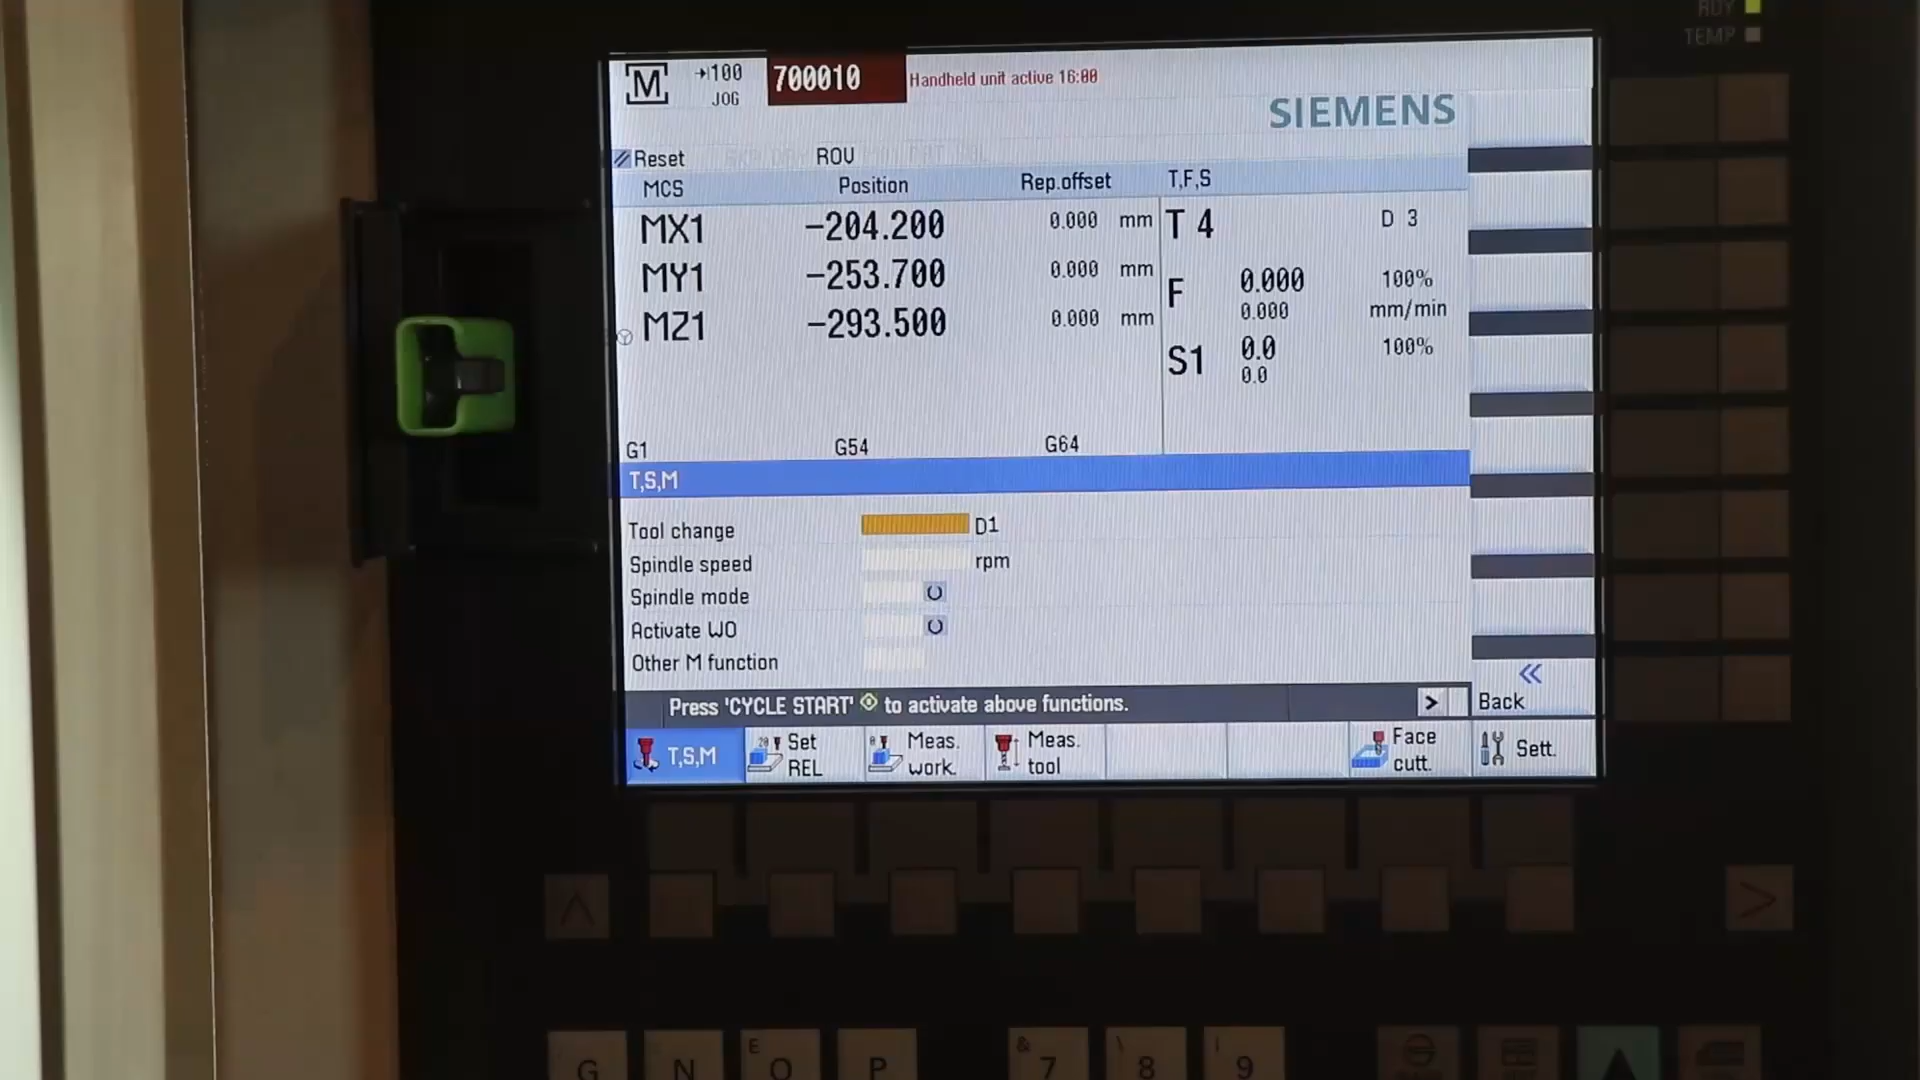 RDY
TEMP
M →|100 700010 Handheld unit active 16:00
JOG
SIEMENS
Reset ROV
MCS Position Rep.offset T,F,S
MX1 -204.200 0.000 mm T 4 D 3
MY1 -253.700 0.000 mm F 0.000 100%
0.000 mm/min
MZ1 -293.500 0.000 mm S1 0.0 100%
0.0
G1 G54 G64
T,S,M
Tool change D1
Spindle speed rpm
Spindle mode
Activate WO
Other M function
Press 'CYCLE START' to activate above functions. > Back
T,S,M
Set
REL
Meas.
work.
Meas.
tool
Face
cutt.
Sett.
G N E O P & 7 \ 8 | 9